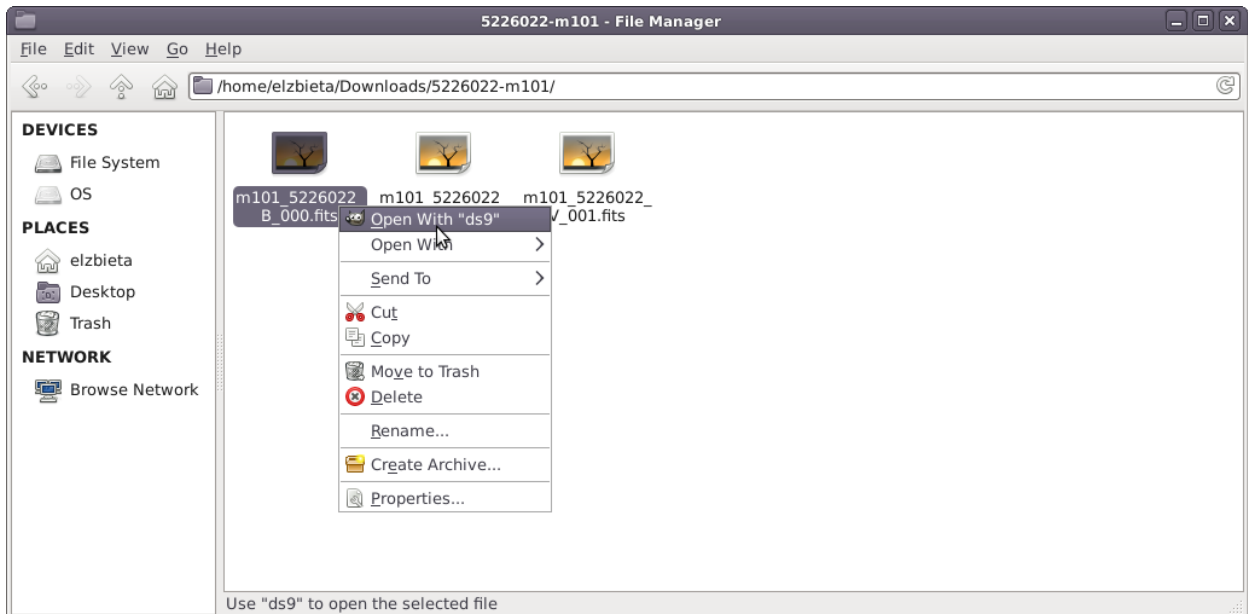 5226022-m101 - File Manager
File Edit View Go Help
/home/elzbieta/Downloads/5226022-m101/
DEVICES
File System
OS
PLACES
elzbieta
Desktop
Trash
NETWORK
Browse Network
m101_5226022_
B_000.fits
m101_5226022_
m101_5226022_
V_001.fits
Open With "ds9"
Open With
Send To
Cut
Copy
Move to Trash
Delete
Rename...
Create Archive...
Properties...
Use "ds9" to open the selected file